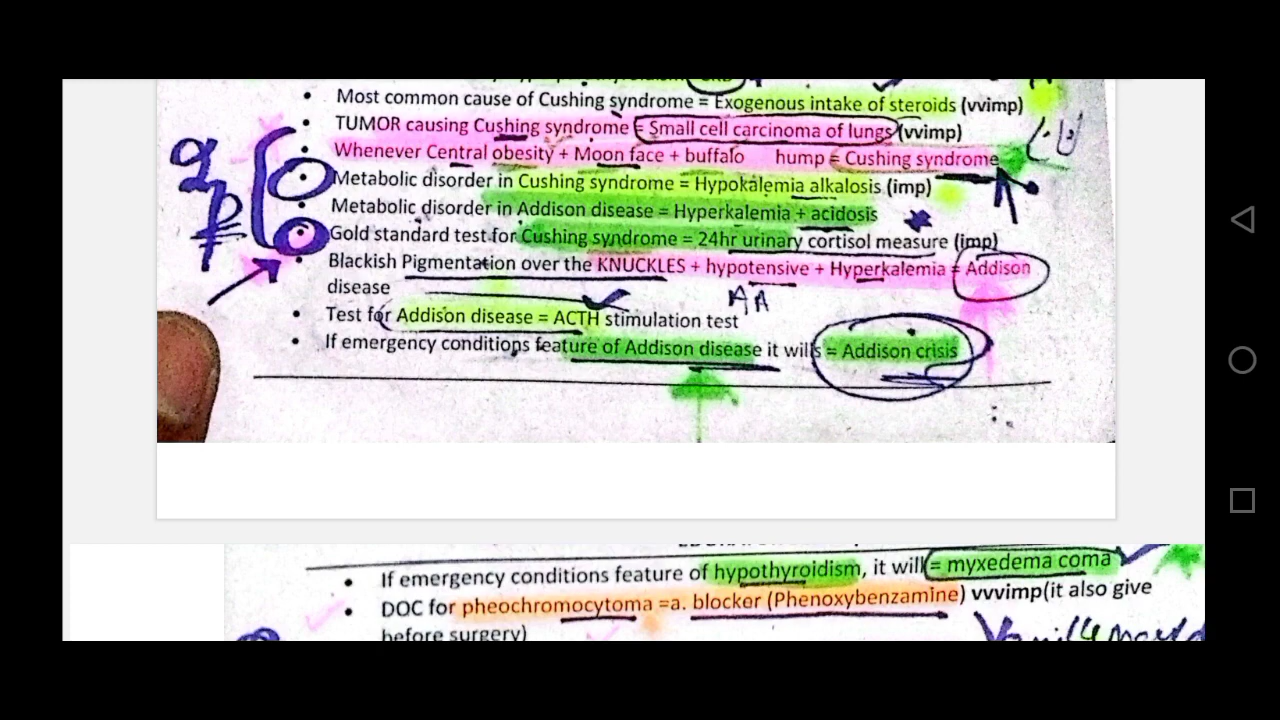 Most common cause of Cushing syndrome = Exogenous intake of steroids (vvimp)
TUMOR causing Cushing syndrome = Small cell carcinoma of lungs (vvimp)
Whenever Central obesity + Moon face + buffalo hump = Cushing syndrome
Metabolic disorder in Cushing syndrome = Hypokalemia alkalosis (imp)
Metabolic disorder in Addison disease = Hyperkalemia + acidosis
Gold standard test for Cushing syndrome = 24hr urinary cortisol measure (imp)
Blackish Pigmentation over the KNUCKLES + hypotensive + Hyperkalemia = Addison
disease
AA
Test for Addison disease = ACTH stimulation test
If emergency conditions feature of Addison disease it will = Addison crisis
If emergency conditions feature of hypothyroidism, it will = myxedema coma
DOC for pheochromocytoma =a. blocker (Phenoxybenzamine) vvvimp(it also give
before surgery)